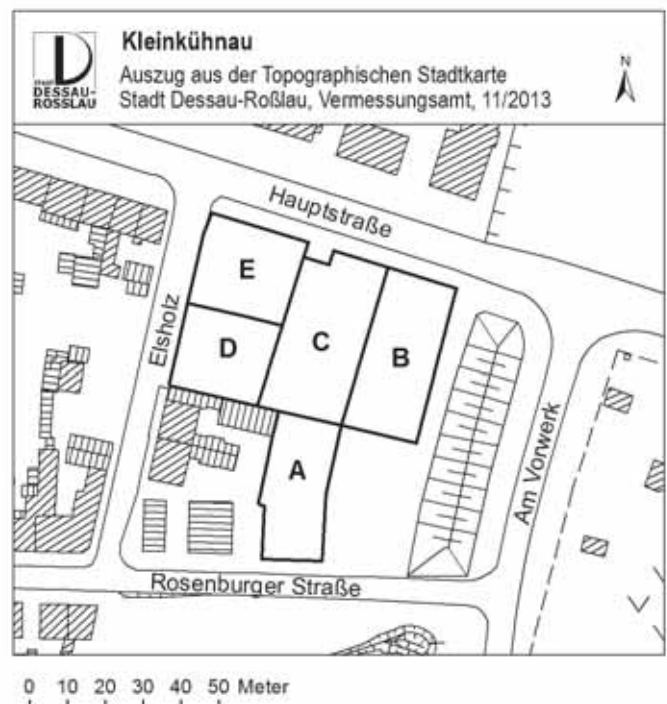 Kleinkühnau
Auszug aus der Topographischen Stadtkarte
Stadt Dessau-Roßlau, Vermessungsamt, 11/2013
STADT
DESSAU-
ROSSLAU
N
Hauptstraße
Elsholz
E
D
C
B
A
Am Vorwerk
Rosenburger Straße
0 10 20 30 40 50 Meter